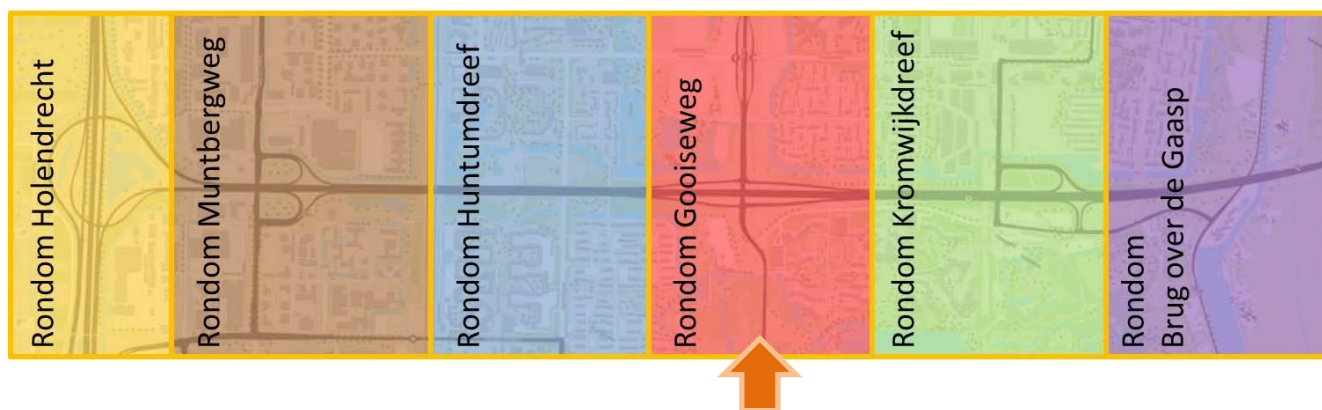 Rondom Holendrecht
Rondom Muntbergweg
Rondom Huntumdreef
Rondom Gooiseweg
Rondom Kromwijkdreef
Rondom
Brug over de Gaasp